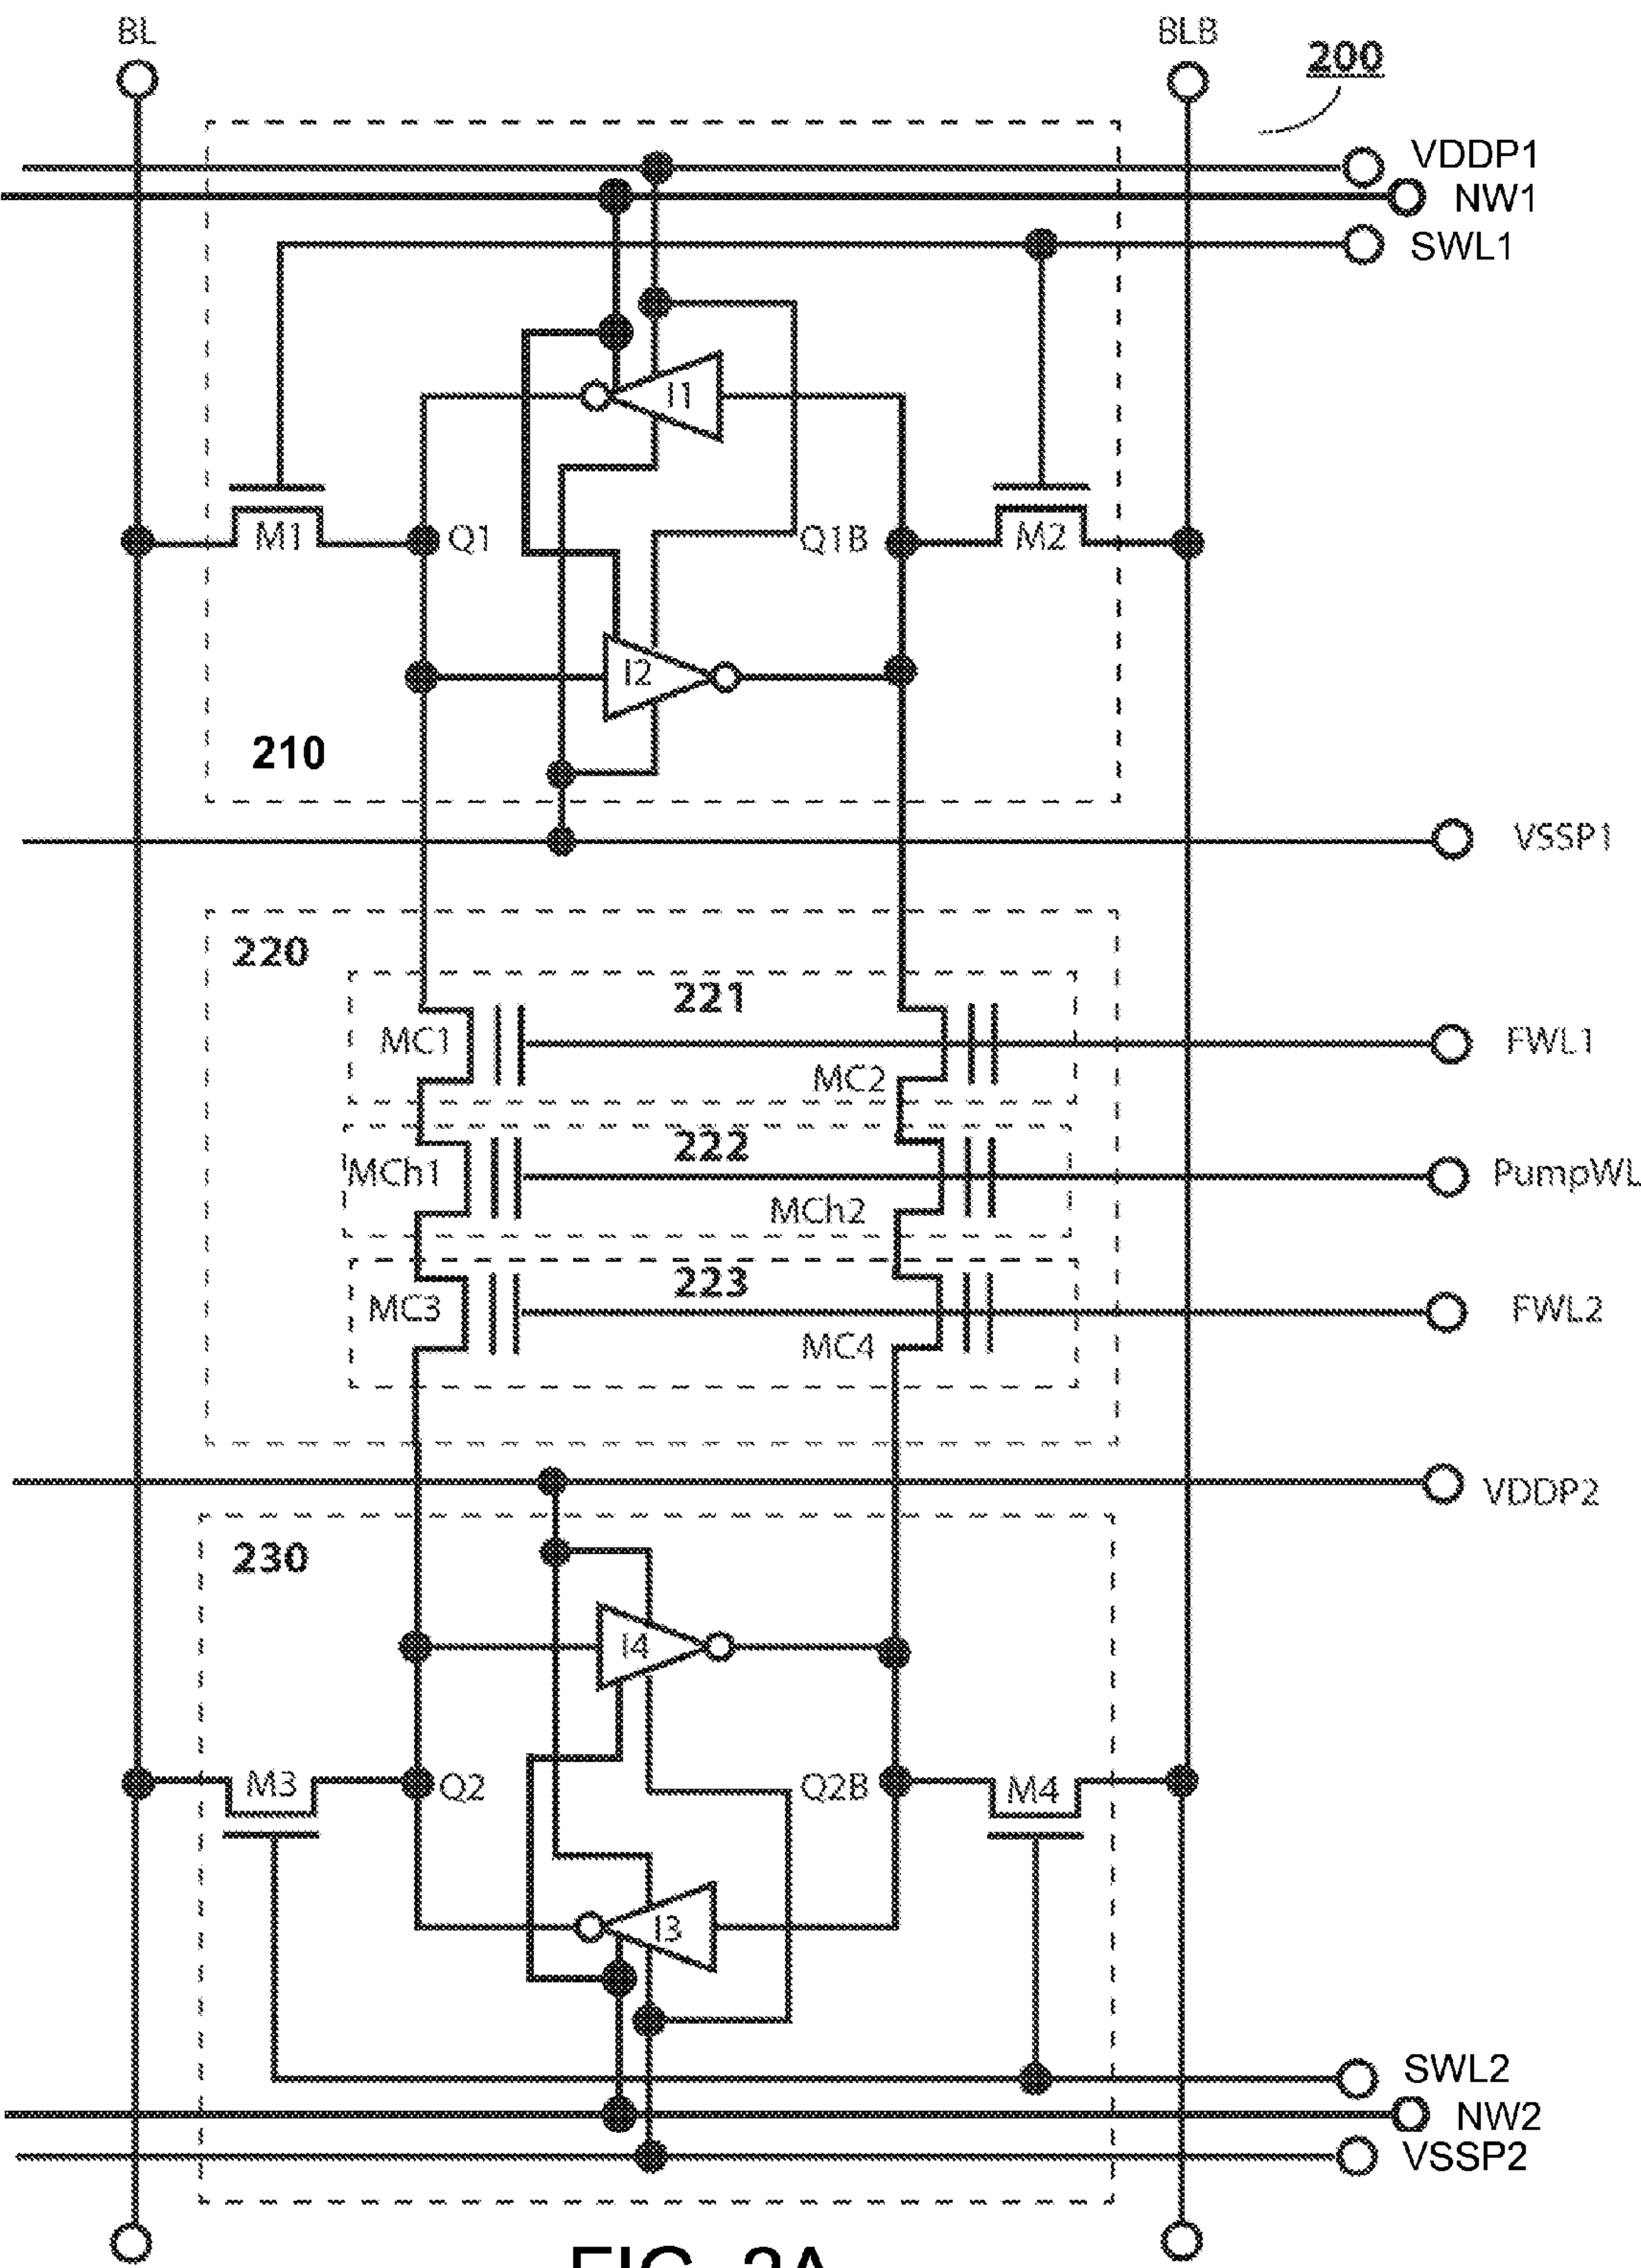 BL
BLB
200
VDDP1
NW1
SWL1
I1
M1
Q1
Q1B
M2
I2
210
VSSP1
220
221
MC1
FWL1
MC2
222
MCh1
PumpWL
MCh2
223
MC3
FWL2
MC4
VDDP2
230
I4
M3
Q2
Q2B
M4
I3
SWL2
NW2
VSSP2
FIG. 2A